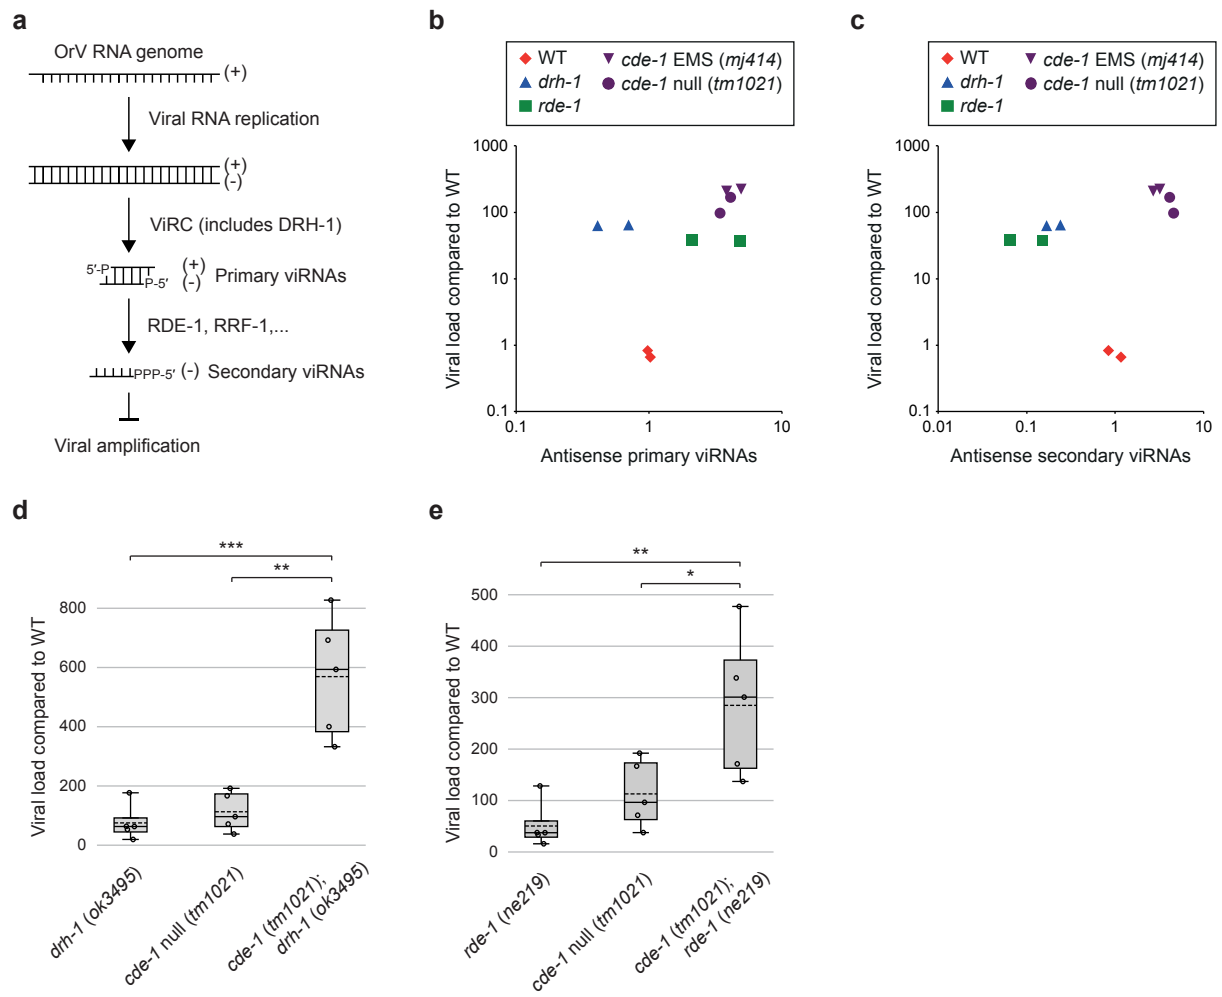 a
OrV RNA genome
(+)
Viral RNA replication
(+)
(-)
ViRC (includes DRH-1)
5′-P
P-5′
(+)
(-)
Primary viRNAs
RDE-1, RRF-1,...
PPP-5′ (-) Secondary viRNAs
Viral amplification
b
WT
drh-1
rde-1
cde-1 EMS (mj414)
cde-1 null (tm1021)
Viral load compared to WT
1000
100
10
1
0.1
0.1 1 10
Antisense primary viRNAs
c
WT
drh-1
rde-1
cde-1 EMS (mj414)
cde-1 null (tm1021)
Viral load compared to WT
1000
100
10
1
0.1
0.01 0.1 1 10
Antisense secondary viRNAs
d
***
**
Viral load compared to WT
800
600
400
200
0
drh-1 (ok3495)
cde-1 null (tm1021)
cde-1 (tm1021);
drh-1 (ok3495)
e
**
*
Viral load compared to WT
500
400
300
200
100
0
rde-1 (ne219)
cde-1 null (tm1021)
cde-1 (tm1021);
rde-1 (ne219)